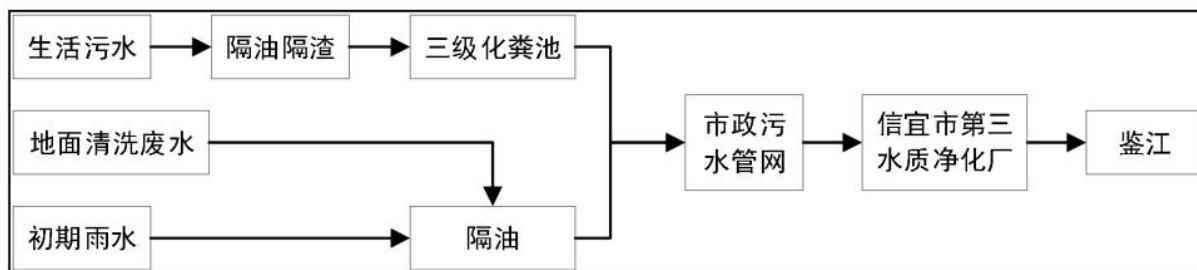 生活污水
隔油隔渣
三级化粪池
地面清洗废水
市政污
水管网
信宜市第三
水质净化厂
鉴江
初期雨水
隔油